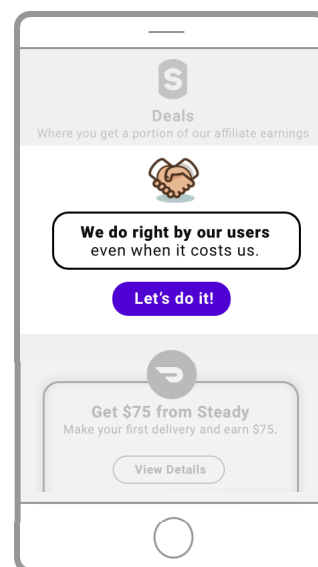 S
Deals
Where you get a portion of our affiliate earnings
We do right by our users
even when it costs us.
Let's do it!
Get $75 from Steady
Make your first delivery and earn $75.
View Details